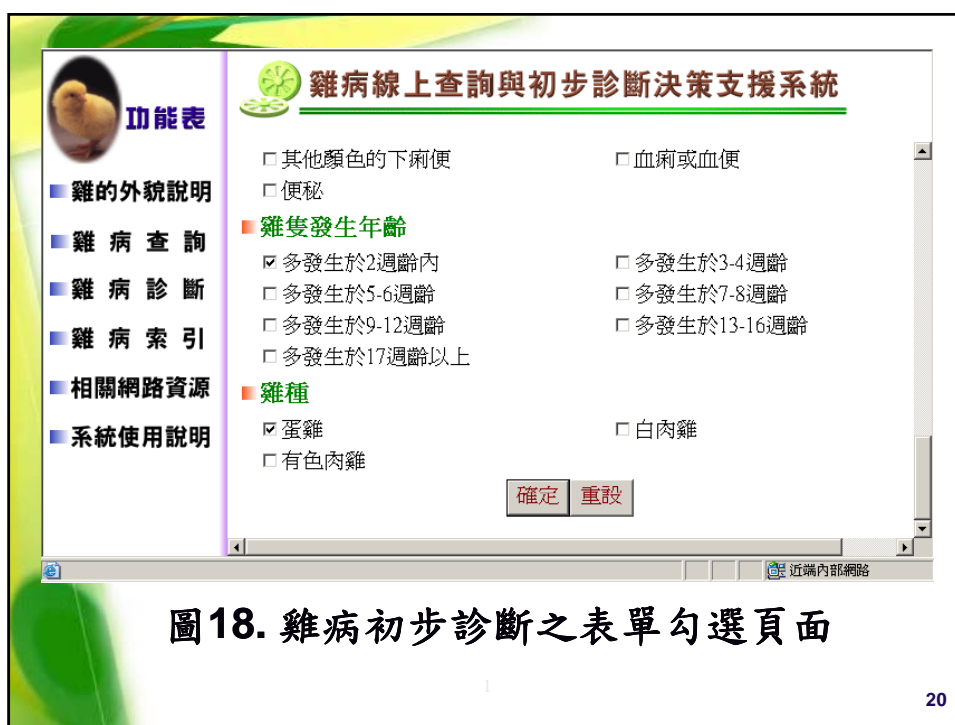 功能表
雞的外貌說明
雞病查詢
雞病診斷
雞病索引
相關網路資源
系統使用說明
雞病線上查詢與初步診斷決策支援系統
其他顏色的下痢便 血痢或血便
便秘
雞隻發生年齡
多發生於2週齡內 多發生於3-4週齡
多發生於5-6週齡 多發生於7-8週齡
多發生於9-12週齡 多發生於13-16週齡
多發生於17週齡以上
雞種
蛋雞 白肉雞
有色肉雞
確定 重設
近端內部網路
圖18. 雞病初步診斷之表單勾選頁面
1
20